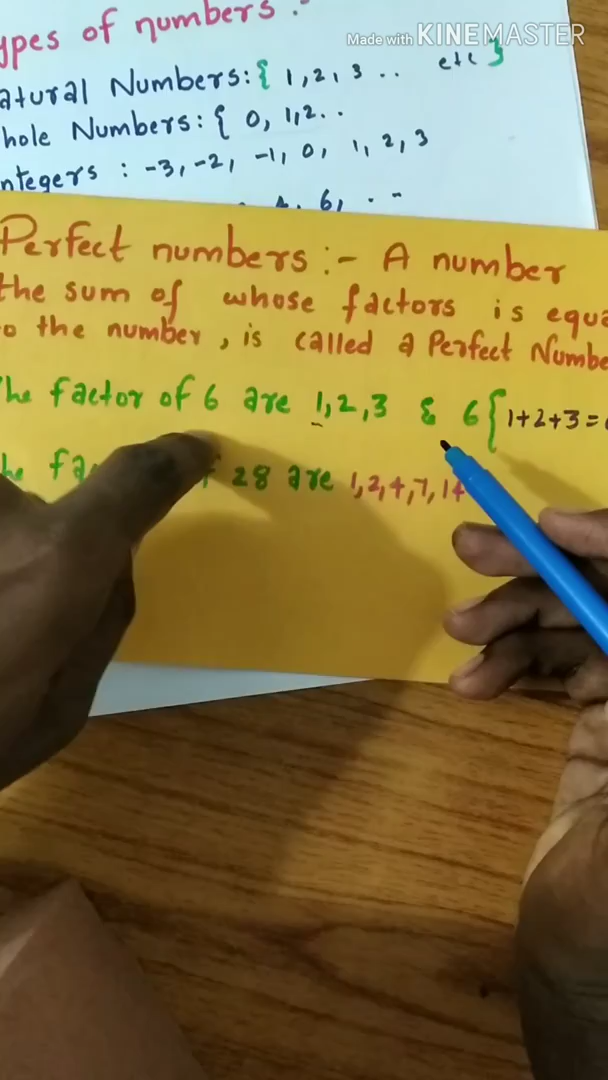 Made with KINEMASTER
ypes of numbers :-
atural Numbers: { 1, 2, 3 .. etc }
hole Numbers: { 0, 1, 2 . .
ntegers : -3, -2, -1, 0, 1, 2, 3
4, 6, . -
Perfect numbers :- A number
the sum of whose factors is equa
o the number, is called a Perfect Numbe
he factor of 6 are 1, 2, 3 & 6 { 1+2+3 =
he fa 28 are 1, 2, 4, 7, 14